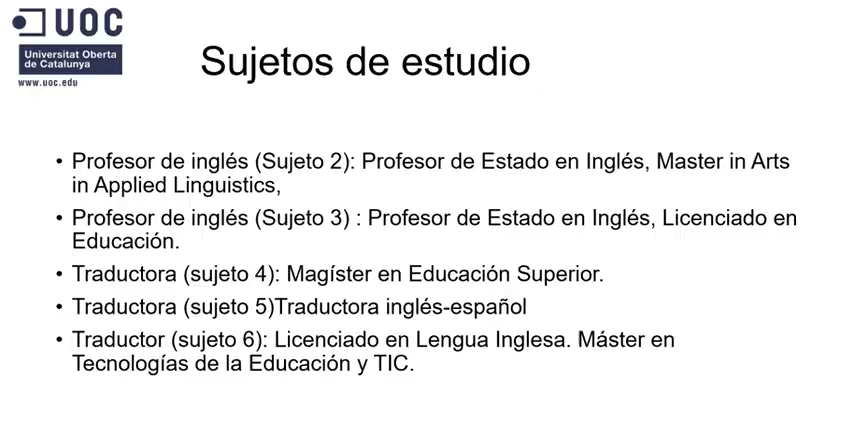 UOC
Universitat Oberta
de Catalunya
www.uoc.edu
Sujetos de estudio
• Profesor de inglés (Sujeto 2): Profesor de Estado en Inglés, Master in Arts
in Applied Linguistics,
• Profesor de inglés (Sujeto 3) : Profesor de Estado en Inglés, Licenciado en
Educación.
• Traductora (sujeto 4): Magíster en Educación Superior.
• Traductora (sujeto 5)Traductora inglés-español
• Traductor (sujeto 6): Licenciado en Lengua Inglesa. Máster en
Tecnologías de la Educación y TIC.